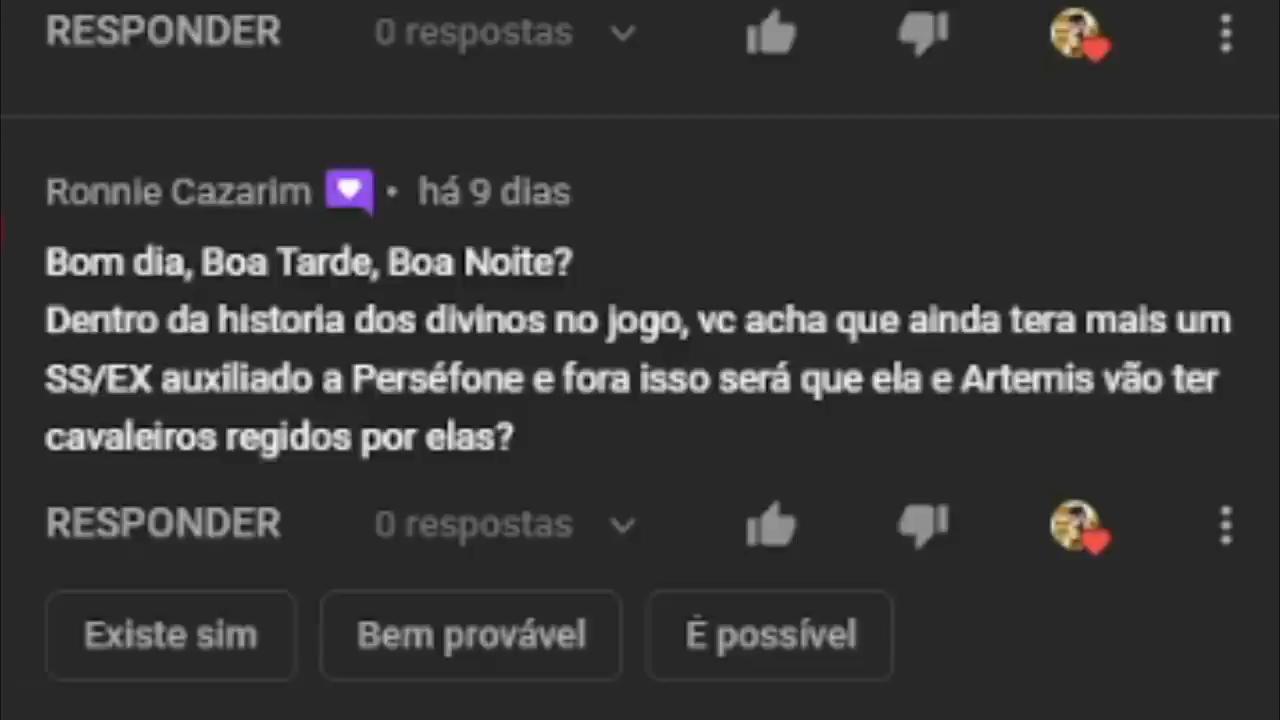 RESPONDER 0 respostas
Ronnie Cazarim • há 9 dias
Bom dia, Boa Tarde, Boa Noite?
Dentro da historia dos divinos no jogo, vc acha que ainda tera mais um
SS/EX auxiliado a Perséfone e fora isso será que ela e Artemis vão ter
cavaleiros regidos por elas?
RESPONDER 0 respostas
Existe sim Bem provável É possível